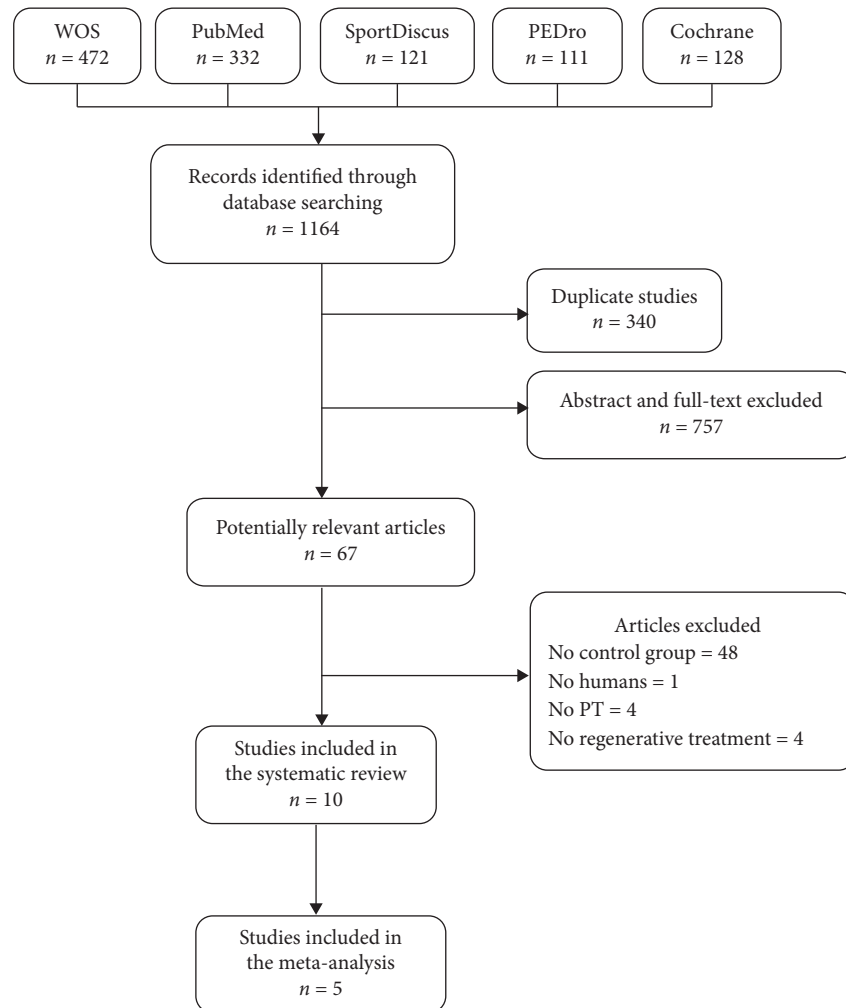 WOS
n = 472
PubMed
n = 332
SportDiscus
n = 121
PEDro
n = 111
Cochrane
n = 128
Records identified through
database searching
n = 1164
Duplicate studies
n = 340
Abstract and full-text excluded
n = 757
Potentially relevant articles
n = 67
Articles excluded
No control group = 48
No humans = 1
No PT = 4
No regenerative treatment = 4
Studies included in
the systematic review
n = 10
Studies included in
the meta-analysis
n = 5